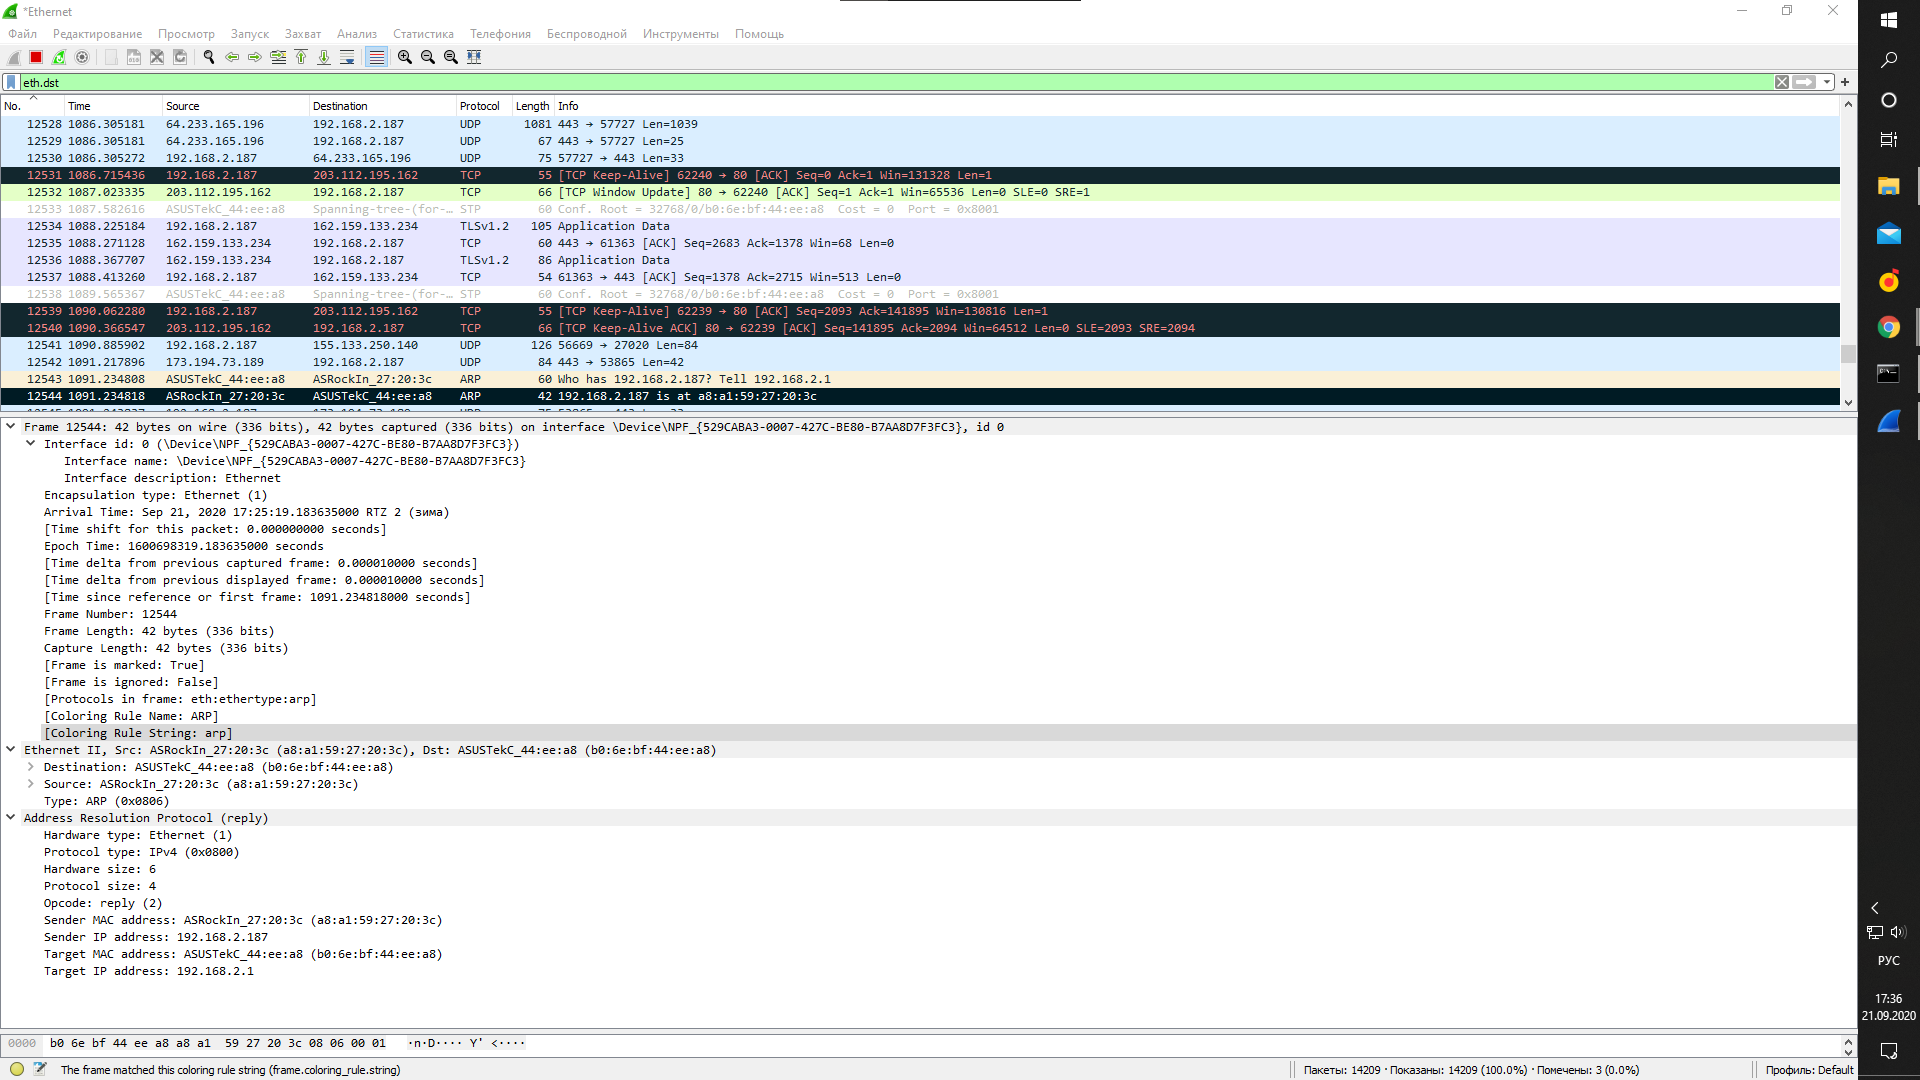 *Ethernet
Файл Редактирование Просмотр Запуск Захват Анализ Статистика Телефония Беспроводной Инструменты Помощь
eth.dst
No. Time Source Destination Protocol Length Info
12528 1086.305181 64.233.165.196 192.168.2.187 UDP 1081 443 → 57727 Len=1039
12529 1086.305181 64.233.165.196 192.168.2.187 UDP 67 443 → 57727 Len=25
12530 1086.305272 192.168.2.187 64.233.165.196 UDP 75 57727 → 443 Len=33
12531 1086.715436 192.168.2.187 203.112.195.162 TCP 55 [TCP Keep-Alive] 62240 → 80 [ACK] Seq=0 Ack=1 Win=131328 Len=1
12532 1087.023335 203.112.195.162 192.168.2.187 TCP 66 [TCP Window Update] 80 → 62240 [ACK] Seq=1 Ack=1 Win=65536 Len=0 SLE=0 SRE=1
12533 1087.582616 ASUSTekC_44:ee:a8 Spanning-tree-(for-… STP 60 Conf. Root = 32768/0/b0:6e:bf:44:ee:a8 Cost = 0 Port = 0x8001
12534 1088.225184 192.168.2.187 162.159.133.234 TLSv1.2 105 Application Data
12535 1088.271128 162.159.133.234 192.168.2.187 TCP 60 443 → 61363 [ACK] Seq=2683 Ack=1378 Win=68 Len=0
12536 1088.367707 162.159.133.234 192.168.2.187 TLSv1.2 86 Application Data
12537 1088.413260 192.168.2.187 162.159.133.234 TCP 54 61363 → 443 [ACK] Seq=1378 Ack=2715 Win=513 Len=0
12538 1089.565367 ASUSTekC_44:ee:a8 Spanning-tree-(for-… STP 60 Conf. Root = 32768/0/b0:6e:bf:44:ee:a8 Cost = 0 Port = 0x8001
12539 1090.062280 192.168.2.187 203.112.195.162 TCP 55 [TCP Keep-Alive] 62239 → 80 [ACK] Seq=2093 Ack=141895 Win=130816 Len=1
12540 1090.366547 203.112.195.162 192.168.2.187 TCP 66 [TCP Keep-Alive ACK] 80 → 62239 [ACK] Seq=141895 Ack=2094 Win=64512 Len=0 SLE=2093 SRE=2094
12541 1090.885902 192.168.2.187 155.133.250.140 UDP 126 56669 → 27020 Len=84
12542 1091.217896 173.194.73.189 192.168.2.187 UDP 84 443 → 53865 Len=42
12543 1091.234808 ASUSTekC_44:ee:a8 ASRockIn_27:20:3c ARP 60 Who has 192.168.2.187? Tell 192.168.2.1
12544 1091.234818 ASRockIn_27:20:3c ASUSTekC_44:ee:a8 ARP 42 192.168.2.187 is at a8:a1:59:27:20:3c
Frame 12544: 42 bytes on wire (336 bits), 42 bytes captured (336 bits) on interface \Device\NPF_{529CABA3-0007-427C-BE80-B7AA8D7F3FC3}, id 0
Interface id: 0 (\Device\NPF_{529CABA3-0007-427C-BE80-B7AA8D7F3FC3})
Interface name: \Device\NPF_{529CABA3-0007-427C-BE80-B7AA8D7F3FC3}
Interface description: Ethernet
Encapsulation type: Ethernet (1)
Arrival Time: Sep 21, 2020 17:25:19.183635000 RTZ 2 (зима)
[Time shift for this packet: 0.000000000 seconds]
Epoch Time: 1600698319.183635000 seconds
[Time delta from previous captured frame: 0.000010000 seconds]
[Time delta from previous displayed frame: 0.000010000 seconds]
[Time since reference or first frame: 1091.234818000 seconds]
Frame Number: 12544
Frame Length: 42 bytes (336 bits)
Capture Length: 42 bytes (336 bits)
[Frame is marked: True]
[Frame is ignored: False]
[Protocols in frame: eth:ethertype:arp]
[Coloring Rule Name: ARP]
[Coloring Rule String: arp]
Ethernet II, Src: ASRockIn_27:20:3c (a8:a1:59:27:20:3c), Dst: ASUSTekC_44:ee:a8 (b0:6e:bf:44:ee:a8)
Destination: ASUSTekC_44:ee:a8 (b0:6e:bf:44:ee:a8)
Source: ASRockIn_27:20:3c (a8:a1:59:27:20:3c)
Type: ARP (0x0806)
Address Resolution Protocol (reply)
Hardware type: Ethernet (1)
Protocol type: IPv4 (0x0800)
Hardware size: 6
Protocol size: 4
Opcode: reply (2)
Sender MAC address: ASRockIn_27:20:3c (a8:a1:59:27:20:3c)
Sender IP address: 192.168.2.187
Target MAC address: ASUSTekC_44:ee:a8 (b0:6e:bf:44:ee:a8)
Target IP address: 192.168.2.1
0000 b0 6e bf 44 ee a8 a8 a1 59 27 20 3c 08 06 00 01 ·n·D···· Y' <····
The frame matched this coloring rule string (frame.coloring_rule.string)
Пакеты: 14209 · Показаны: 14209 (100.0%) · Помечены: 3 (0.0%)
Профиль: Default
РУС
17:36
21.09.2020